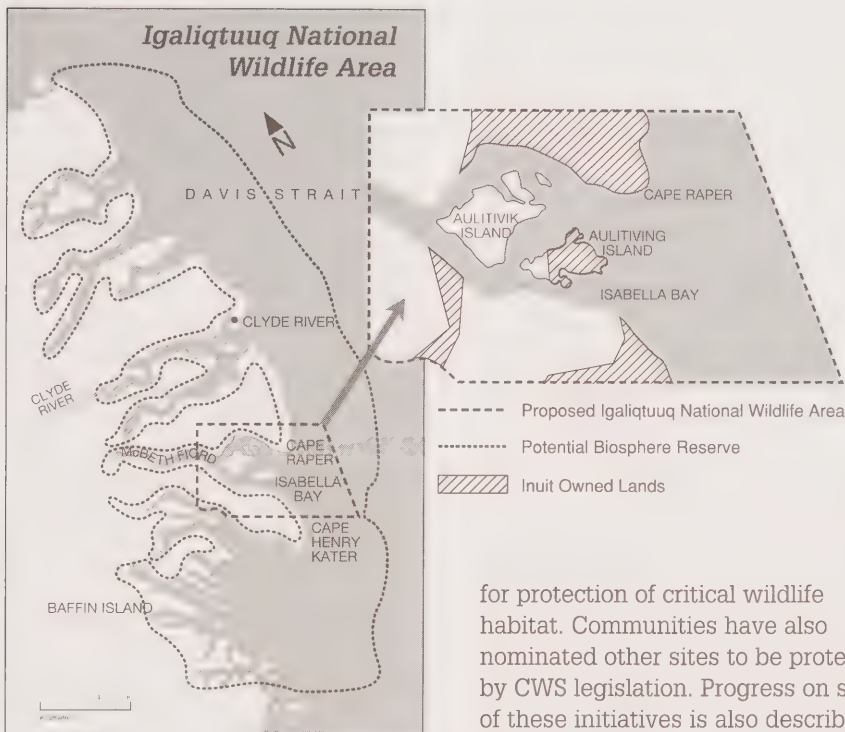 Igaliqtuuq National
Wildlife Area
N
DAVIS STRAIT
CLYDE RIVER
CLYDE
RIVER
McBETH FIORD
CAPE
RAPER
ISABELLA
BAY
CAPE
HENRY
KATER
BAFFIN ISLAND
CAPE RAPER
AULITIVIK
ISLAND
AULITIVING
ISLAND
ISABELLA BAY
Proposed Igaliqtuuq National Wildlife Area
Potential Biosphere Reserve
Inuit Owned Lands
for protection of critical wildlife
habitat. Communities have also
nominated other sites to be
by CWS legislation. Progress on
of these initiatives is also